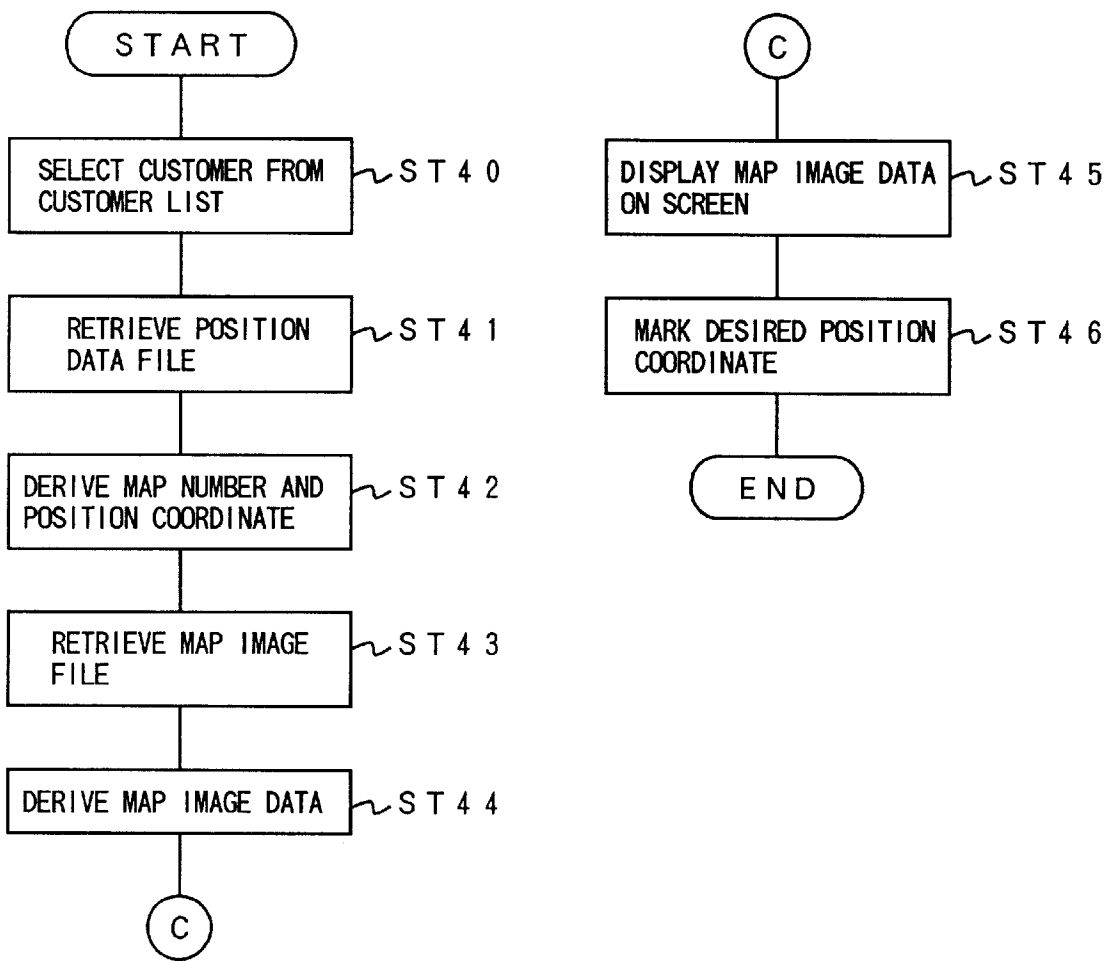 START
SELECT CUSTOMER FROM
CUSTOMER LIST
ST40
RETRIEVE POSITION
DATA FILE
ST41
DERIVE MAP NUMBER AND
POSITION COORDINATE
ST42
RETRIEVE MAP IMAGE
FILE
ST43
DERIVE MAP IMAGE DATA
ST44
C
C
DISPLAY MAP IMAGE DATA
ON SCREEN
ST45
MARK DESIRED POSITION
COORDINATE
ST46
END